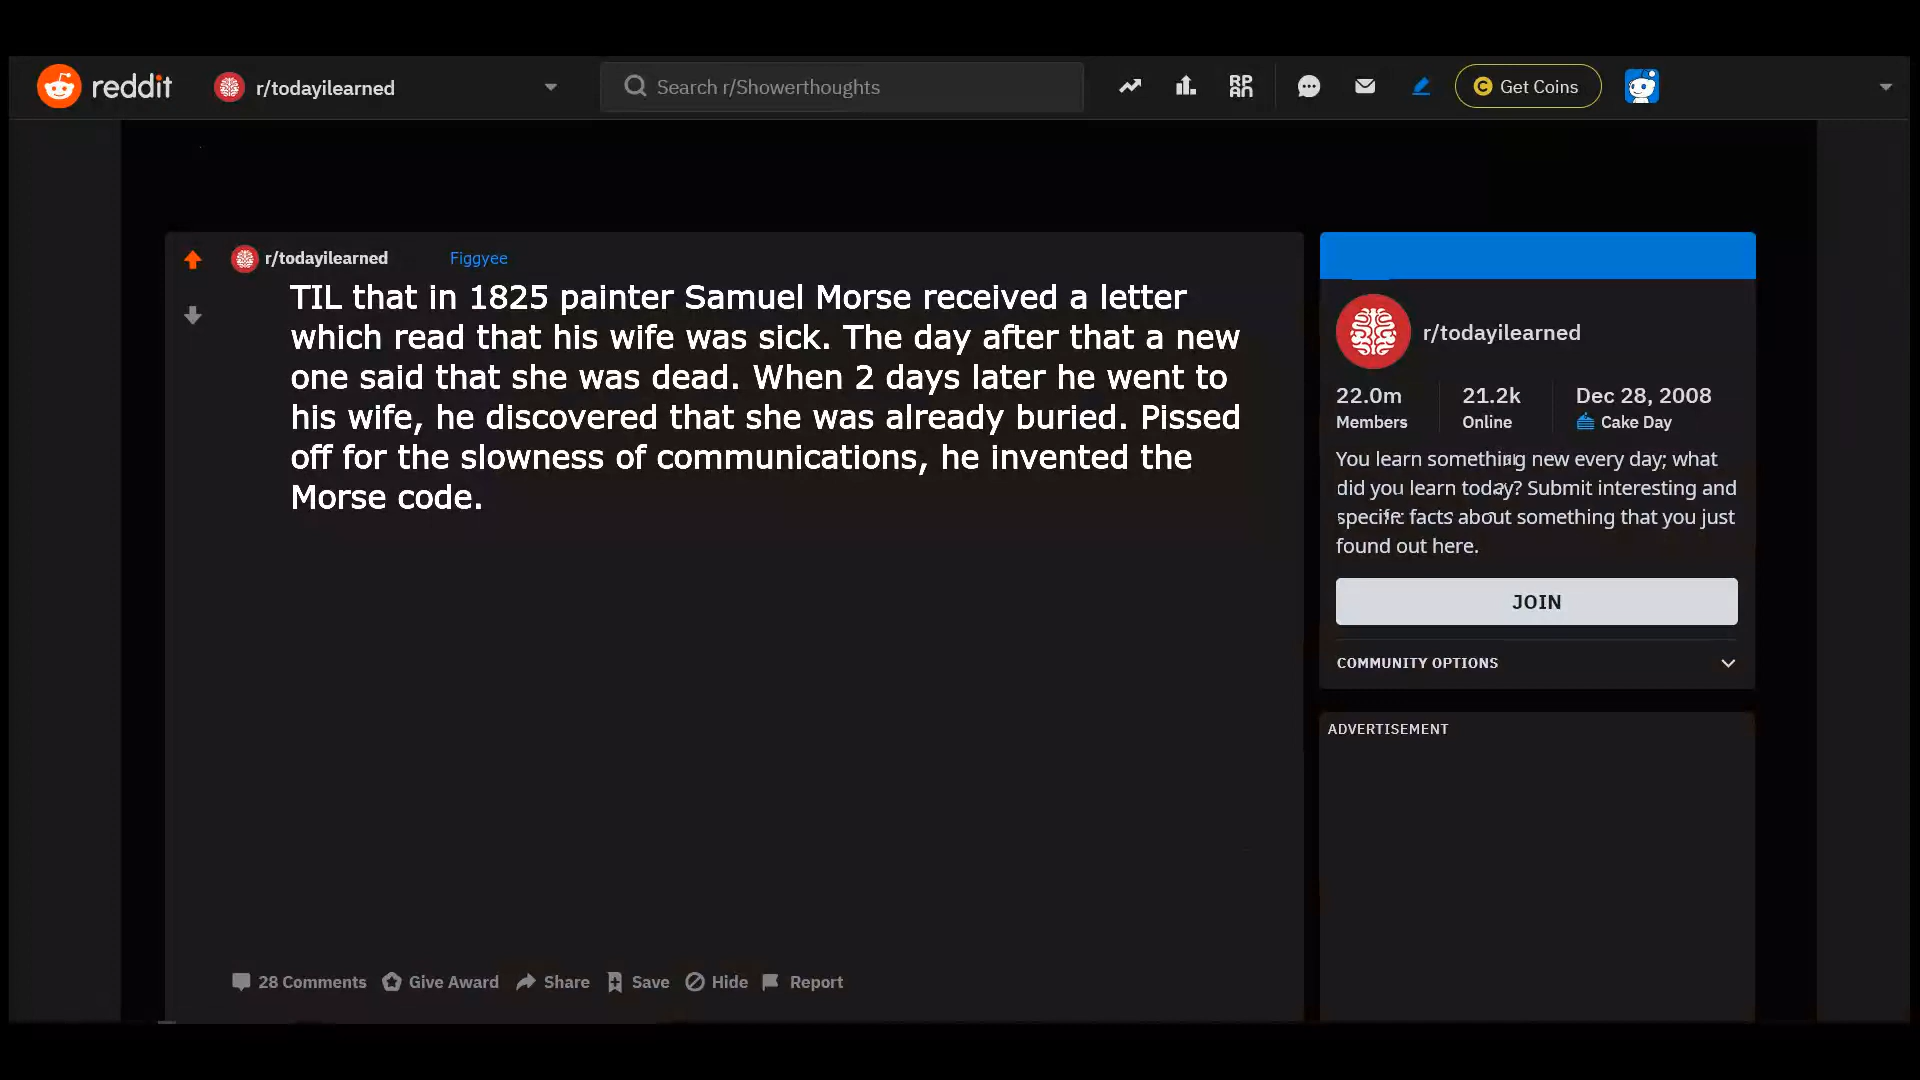 reddit
r/todayilearned
Search r/Showerthoughts
RPAN
Get Coins
r/todayilearned
Figgyee
TIL that in 1825 painter Samuel Morse received a letter
which read that his wife was sick. The day after that a new
one said that she was dead. When 2 days later he went to
his wife, he discovered that she was already buried. Pissed
off for the slowness of communications, he invented the
Morse code.
28 Comments
Give Award
Share
Save
Hide
Report
r/todayilearned
22.0m
Members
21.2k
Online
Dec 28, 2008
Cake Day
You learn something new every day; what
did you learn today? Submit interesting and
specific facts about something that you just
found out here.
JOIN
COMMUNITY OPTIONS
ADVERTISEMENT